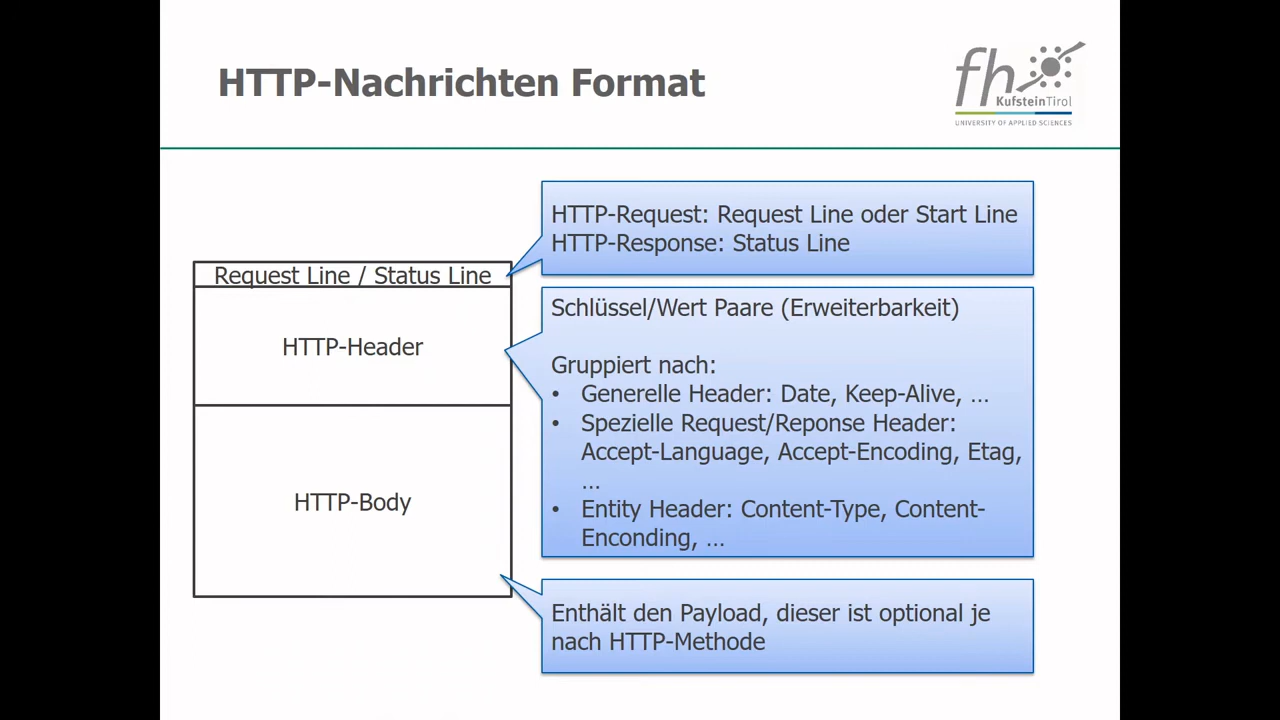 HTTP-Nachrichten Format
fh
KufsteinTirol
UNIVERSITY OF APPLIED SCIENCES
HTTP-Request: Request Line oder Start Line
HTTP-Response: Status Line
Request Line / Status Line
HTTP-Header
HTTP-Body
Schlüssel/Wert Paare (Erweiterbarkeit)
Gruppiert nach:
• Generelle Header: Date, Keep-Alive, …
• Spezielle Request/Reponse Header:
Accept-Language, Accept-Encoding, Etag,
…
• Entity Header: Content-Type, Content-
Enconding, …
Enthält den Payload, dieser ist optional je
nach HTTP-Methode